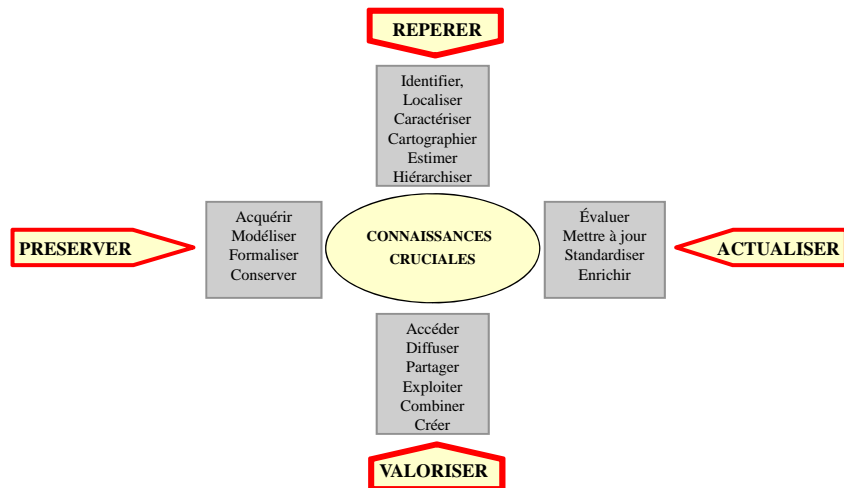 REPERER
Identifier,
Localiser
Caractériser
Cartographier
Estimer
Hiérarchiser
PRESERVER
Acquérir
Modéliser
Formaliser
Conserver
CONNAISSANCES
CRUCIALES
Évaluer
Mettre à jour
Standardiser
Enrichir
ACTUALISER
Accéder
Diffuser
Partager
Exploiter
Combiner
Créer
VALORISER